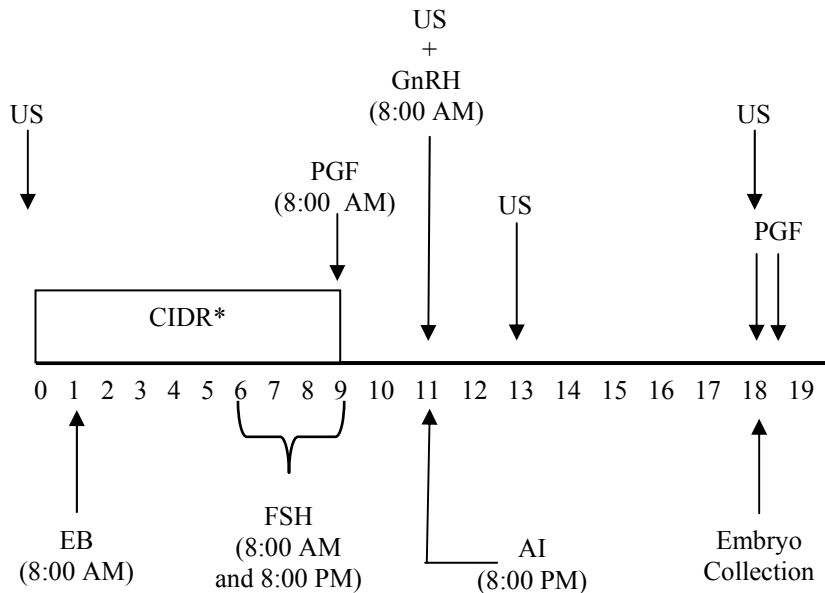 US
+
GnRH
(8:00 AM)
US
US
PGF
(8:00 AM)
US
PGF
CIDR*
0 1 2 3 4 5 6 7 8 9 10 11 12 13 14 15 16 17 18 19
EB
(8:00 AM)
FSH
(8:00 AM
and 8:00 PM)
AI
(8:00 PM)
Embryo
Collection